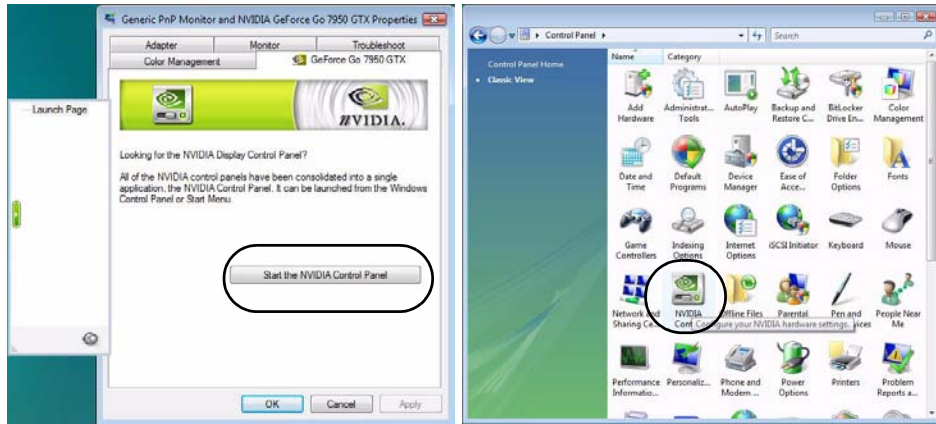 Generic PnP Monitor and NVIDIA GeForce Go 7950 GTX Properties
Adapter
Monitor
Troubleshoot
Color Management
GeForce Go 7950 GTX
Launch Page
NVIDIA.
Looking for the NVIDIA Display Control Panel?
All of the NVIDIA control panels have been consolidated into a single
application, the NVIDIA Control Panel. It can be launched from the Windows
Control Panel or Start Menu.
Start the NVIDIA Control Panel
OK
Cancel
Apply
Control Panel
Search
Control Panel Home
Classic View
Name
Category
Add
Hardware
Administrat...
Tools
AutoPlay
Backup and
Restore C...
BitLocker
Drive En...
Color
Management
Date and
Time
Default
Programs
Device
Manager
Ease of
Acce...
Folder
Options
Fonts
Game
Controllers
Indexing
Options
Internet
Options
iSCSI Initiator
Keyboard
Mouse
Network and
Sharing Ce...
NVIDIA
Offline Files
Parental
Pen and
People Near
Me
Configure your NVIDIA hardware settings.
Performance
Informatio...
Personaliz...
Phone and
Modem ...
Power
Options
Printers
Problem
Reports a...